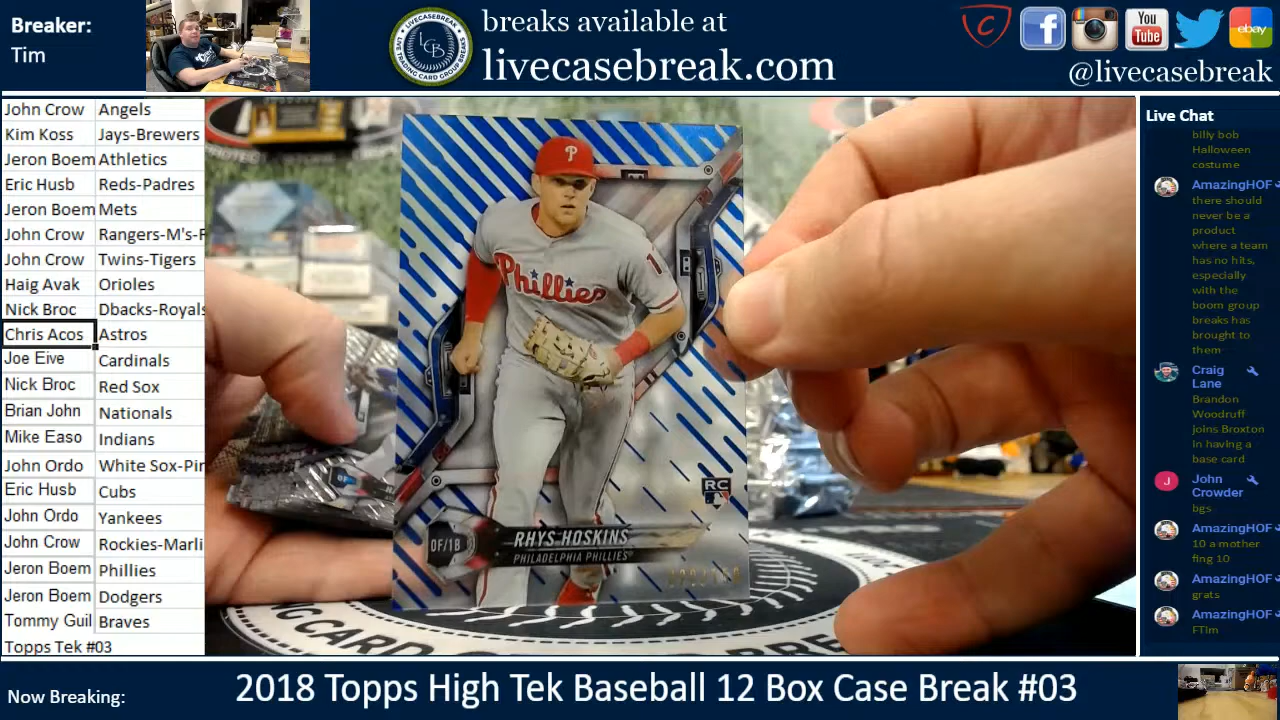 Breaker:
Tim
breaks available at
livecasebreak.com
You
Tube
ebay
@livecasebreak
John Crow Angels
Kim Koss Jays-Brewers
Jeron Boem Athletics
Eric Husb Reds-Padres
Jeron Boem Mets
John Crow Rangers-M's-
John Crow Twins-Tigers
Haig Avak Orioles
Nick Broc Dbacks-Royals
Chris Acos Astros
Joe Eive Cardinals
Nick Broc Red Sox
Brian John Nationals
Mike Easo Indians
John Ordo White Sox-Pir
Eric Husb Cubs
John Ordo Yankees
John Crow Rockies-Marli
Jeron Boem Phillies
Jeron Boem Dodgers
Tommy Guil Braves
Topps Tek #03
P
Phillies
1
RC
OF/1B
RHYS HOSKINS
PHILADELPHIA PHILLIES
Live Chat
billy bob
Halloween
costume
AmazingHOF
there should
never be a
product
where a team
has no hits,
especially
with the
boom group
breaks has
brought to
them
Craig
Lane
Brandon
Woodruff
joins Broxton
in having a
base card
J
John
Crowder
bgs
AmazingHOF
10 a mother
fing 10
AmazingHOF
grats
AmazingHOF
FTIm
Now Breaking:
2018 Topps High Tek Baseball 12 Box Case Break #03